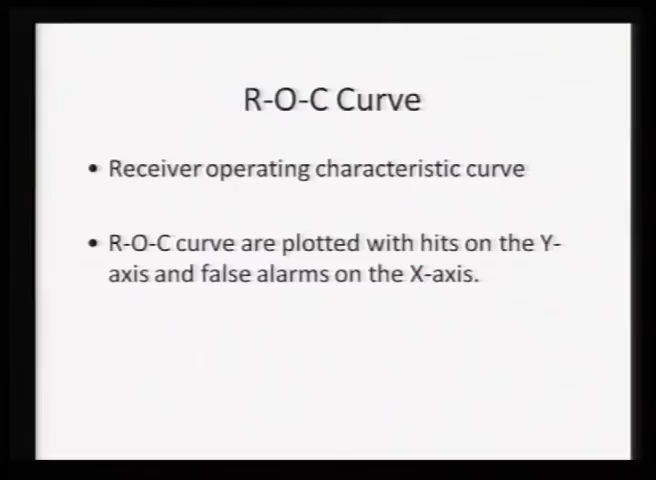 R-O-C Curve
• Receiver operating characteristic curve
• R-O-C curve are plotted with hits on the Y-
axis and false alarms on the X-axis.